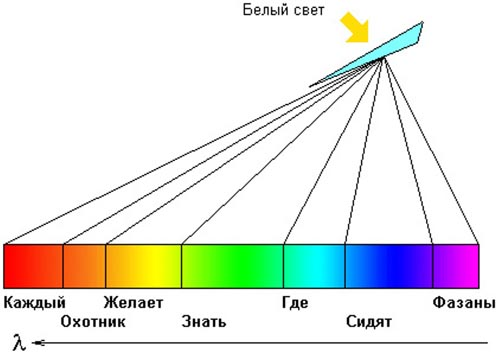 Белый свет
Каждый Желает Где Фазаны
Охотник Знать Сидят
λ